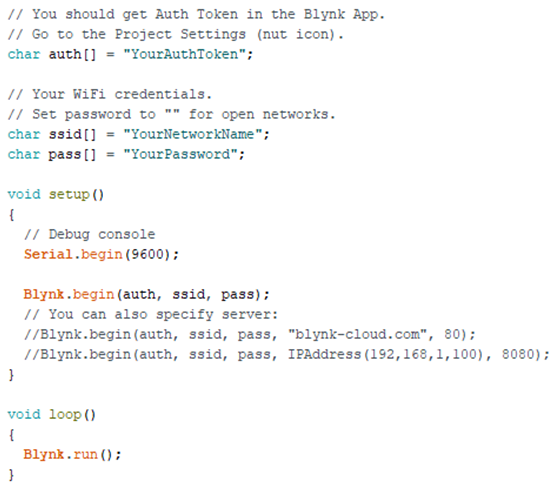 // You should get Auth Token in the Blynk App.
// Go to the Project Settings (nut icon).
char auth[] = "YourAuthToken";

// Your WiFi credentials.
// Set password to "" for open networks.
char ssid[] = "YourNetworkName";
char pass[] = "YourPassword";

void setup()
{
  // Debug console
  Serial.begin(9600);

  Blynk.begin(auth, ssid, pass);
  // You can also specify server:
  //Blynk.begin(auth, ssid, pass, "blynk-cloud.com", 80);
  //Blynk.begin(auth, ssid, pass, IPAddress(192,168,1,100), 8080);
}

void loop()
{
  Blynk.run();
}